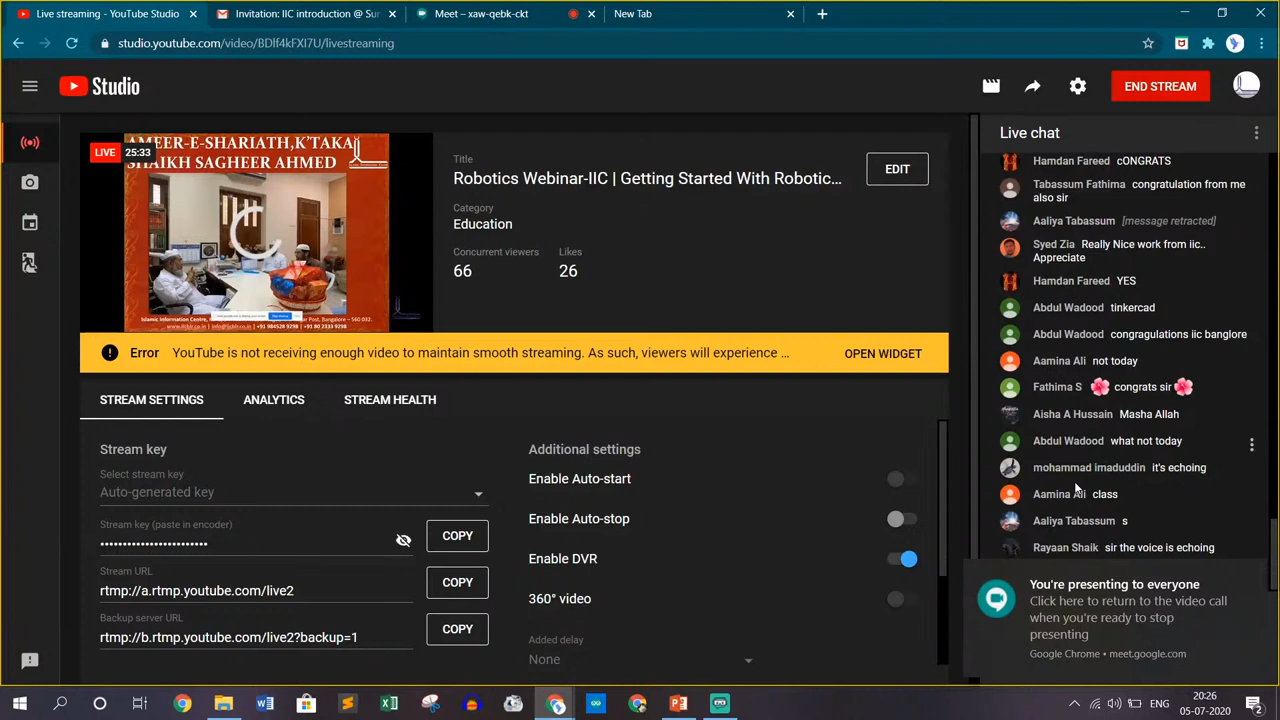 Live streaming - YouTube Studio
Invitation: IIC introduction @ Sun
Meet – xaw-qebk-ckt
New Tab
studio.youtube.com/video/BDlf4kFXI7U/livestreaming
Studio
END STREAM
AMEER-E-SHARIATH,K'TAKA
SHAIKH SAGHEER AHMED
LIVE 25:33
Islamic Information Centre,
Bangalore – 560 032.
Title
Robotics Webinar-IIC | Getting Started With Robotic...
EDIT
Category
Education
Concurrent viewers
Likes
66
26
Error YouTube is not receiving enough video to maintain smooth streaming. As such, viewers will experience ...
OPEN WIDGET
STREAM SETTINGS
ANALYTICS
STREAM HEALTH
Stream key
Select stream key
Auto-generated key
Stream key (paste in encoder)
COPY
Stream URL
rtmp://a.rtmp.youtube.com/live2
COPY
Backup server URL
rtmp://b.rtmp.youtube.com/live2?backup=1
COPY
Additional settings
Enable Auto-start
Enable Auto-stop
Enable DVR
360° video
Added delay
None
Live chat
Hamdan Fareed cONGRATS
Tabassum Fathima congratulation from me
also sir
Aaliya Tabassum [message retracted]
Syed Zia Really Nice work from iic..
Appreciate
Hamdan Fareed YES
Abdul Wadood tinkercad
Abdul Wadood congragulations iic banglore
Aamina Ali not today
Fathima S 🌺 congrats sir🌺
Aisha A Hussain Masha Allah
Abdul Wadood what not today
mohammad imaduddin it's echoing
Aamina Ali class
Aaliya Tabassum s
Rayaan Shaik sir the voice is echoing
You're presenting to everyone
Click here to return to the video call
when you're ready to stop
presenting
Google Chrome • meet.google.com
ENG
20:26
05-07-2020
2